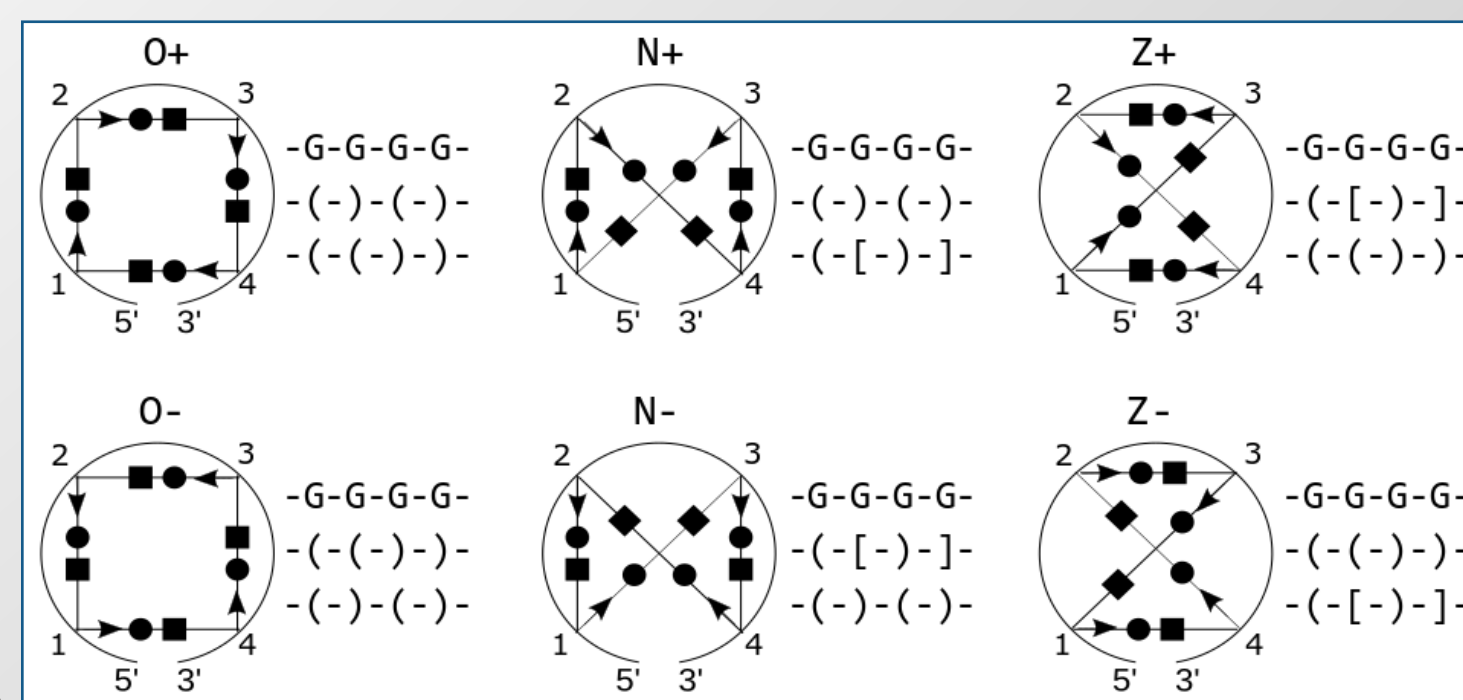 O+ N+ Z+
2 3 2 3 2 3
-G-G-G-G- -G-G-G-G- -G-G-G-G-
-(-)-(-)- -(-)-(-)- -(-[-)-]-
-(-(-)-)- -(-[-)-]- -(-(-)-)-
1 4 1 4 1 4
5' 3' 5' 3' 5' 3'
O- N- Z-
2 3 2 3 2 3
-G-G-G-G- -G-G-G-G- -G-G-G-G-
-(-(-)-)- -(-[-)-]- -(-(-)-)-
-(-)-(-)- -(-)-(-)- -(-[-)-]-
1 4 1 4 1 4
5' 3' 5' 3' 5' 3'